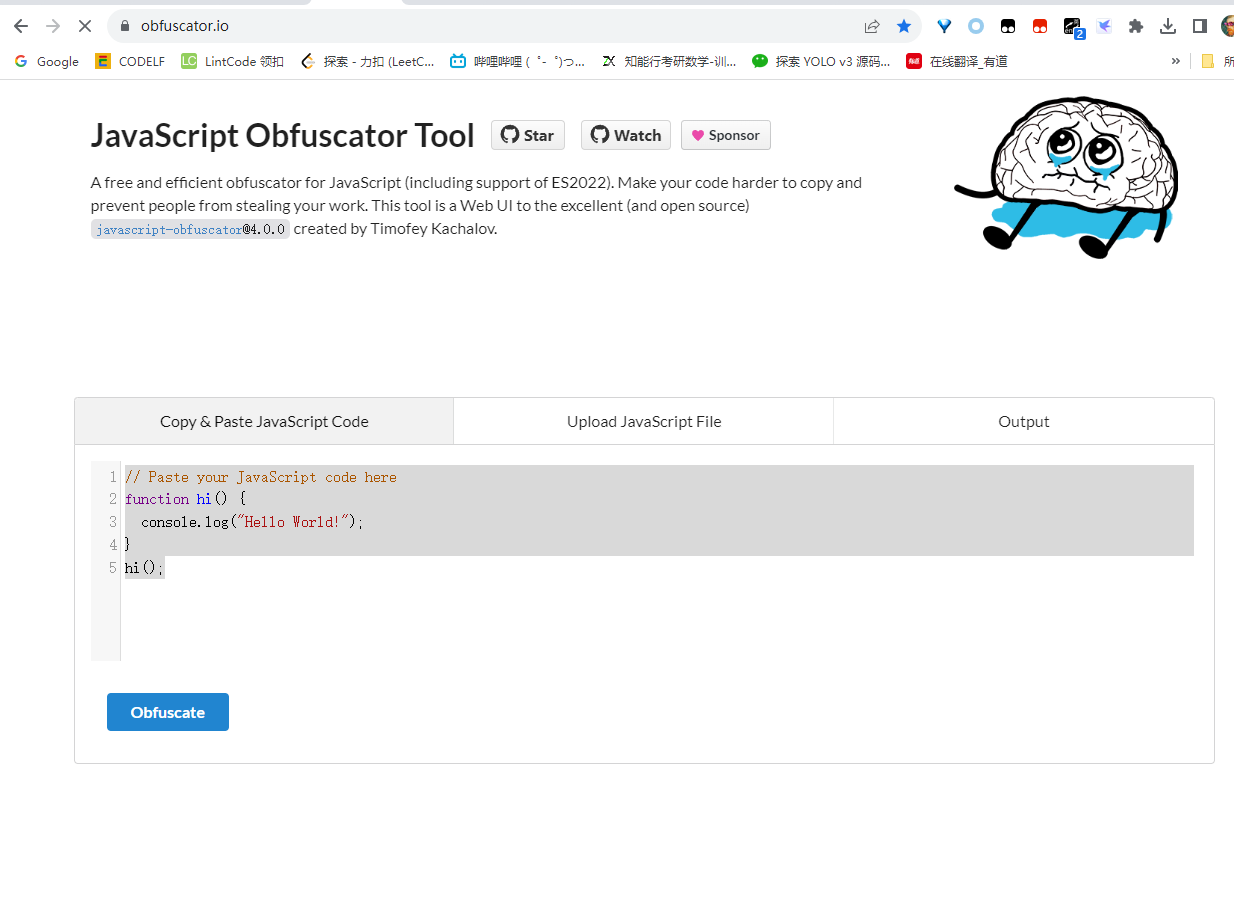 obfuscator.io
2
Google
CODELF
LC LintCode 领扣
探索 - 力扣 (LeetC...
哔哩哔哩 (゜-゜)つ...
ZX 知能行考研数学-训...
探索 YOLO v3 源码...
在线翻译_有道
»
所
JavaScript Obfuscator Tool
Star
Watch
Sponsor
A free and efficient obfuscator for JavaScript (including support of ES2022). Make your code harder to copy and
prevent people from stealing your work. This tool is a Web UI to the excellent (and open source)
javascript-obfuscator@4.0.0 created by Timofey Kachalov.
Copy & Paste JavaScript Code
Upload JavaScript File
Output
1 // Paste your JavaScript code here
2 function hi() {
3 console.log("Hello World!");
4 }
5 hi();
Obfuscate